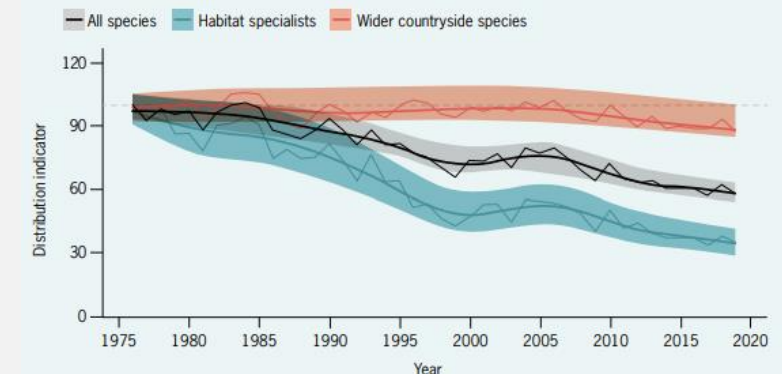 All species Habitat specialists Wider countryside species
120
90
60
30
0
Distribution indicator
1975 1980 1985 1990 1995 2000 2005 2010 2015 2020
Year